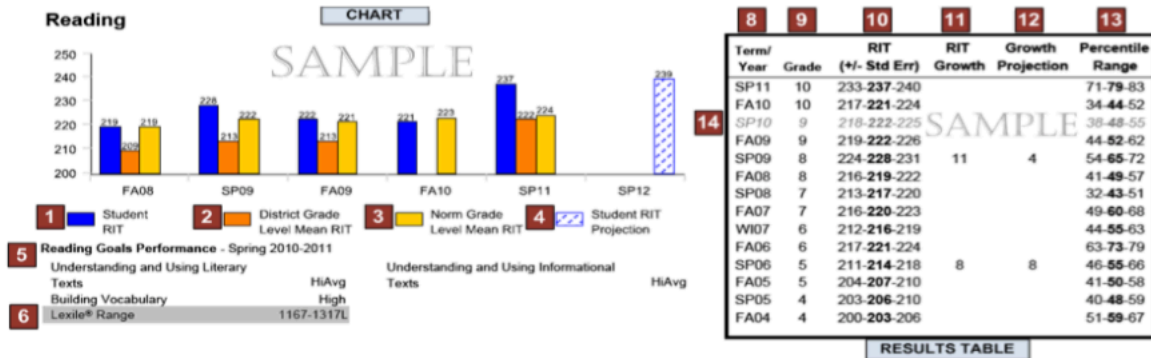 Reading
CHART
SAMPLE
250
240
230
220
210
200
219
209
219
228
213
222
222
213
221
221
223
237
222
224
239
FA08 SP09 FA09 FA10 SP11 SP12
1 Student RIT
2 District Grade Level Mean RIT
3 Norm Grade Level Mean RIT
4 Student RIT Projection
5 Reading Goals Performance - Spring 2010-2011
Understanding and Using Literary Texts HiAvg
Understanding and Using Informational Texts HiAvg
Building Vocabulary High
6 Lexile® Range 1167-1317L
8 9 10 11 12 13
Term/ Year Grade RIT (+/- Std Err) RIT Growth Growth Projection Percentile Range
SP11 10 233-237-240 71-79-83
FA10 10 217-221-224 34-44-52
14 SP10 9 218-222-225 SAMPLE 38-48-55
FA09 9 219-222-226 44-52-62
SP09 8 224-228-231 11 4 54-65-72
FA08 8 216-219-222 41-49-57
SP08 7 213-217-220 32-43-51
FA07 7 216-220-223 49-60-68
WI07 6 212-216-219 44-55-63
FA06 6 217-221-224 63-73-79
SP06 5 211-214-218 8 8 46-55-66
FA05 5 204-207-210 41-50-58
SP05 4 203-206-210 40-48-59
FA04 4 200-203-206 51-59-67
RESULTS TABLE